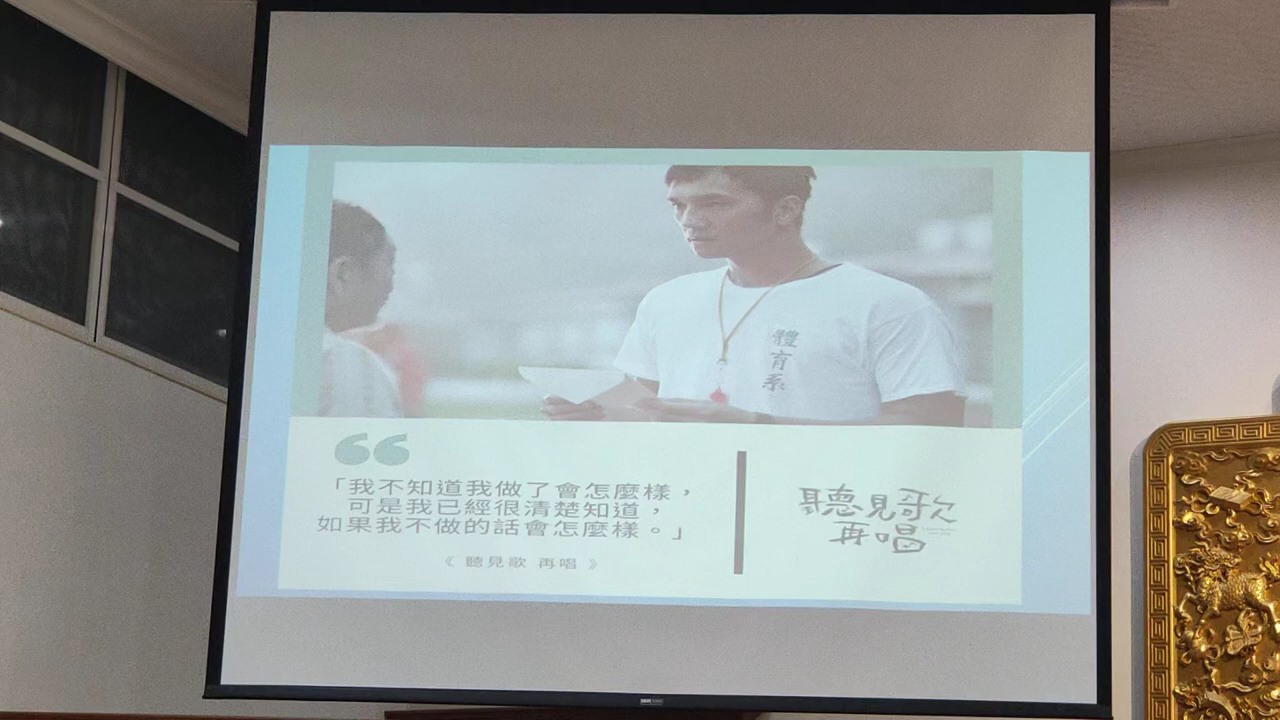 體育系
「我不知道我做了會怎麼樣，
可是我已經很清楚知道，
如果我不做的話會怎麼樣。」
《 聽見歌 再唱 》
聽見歌
再唱